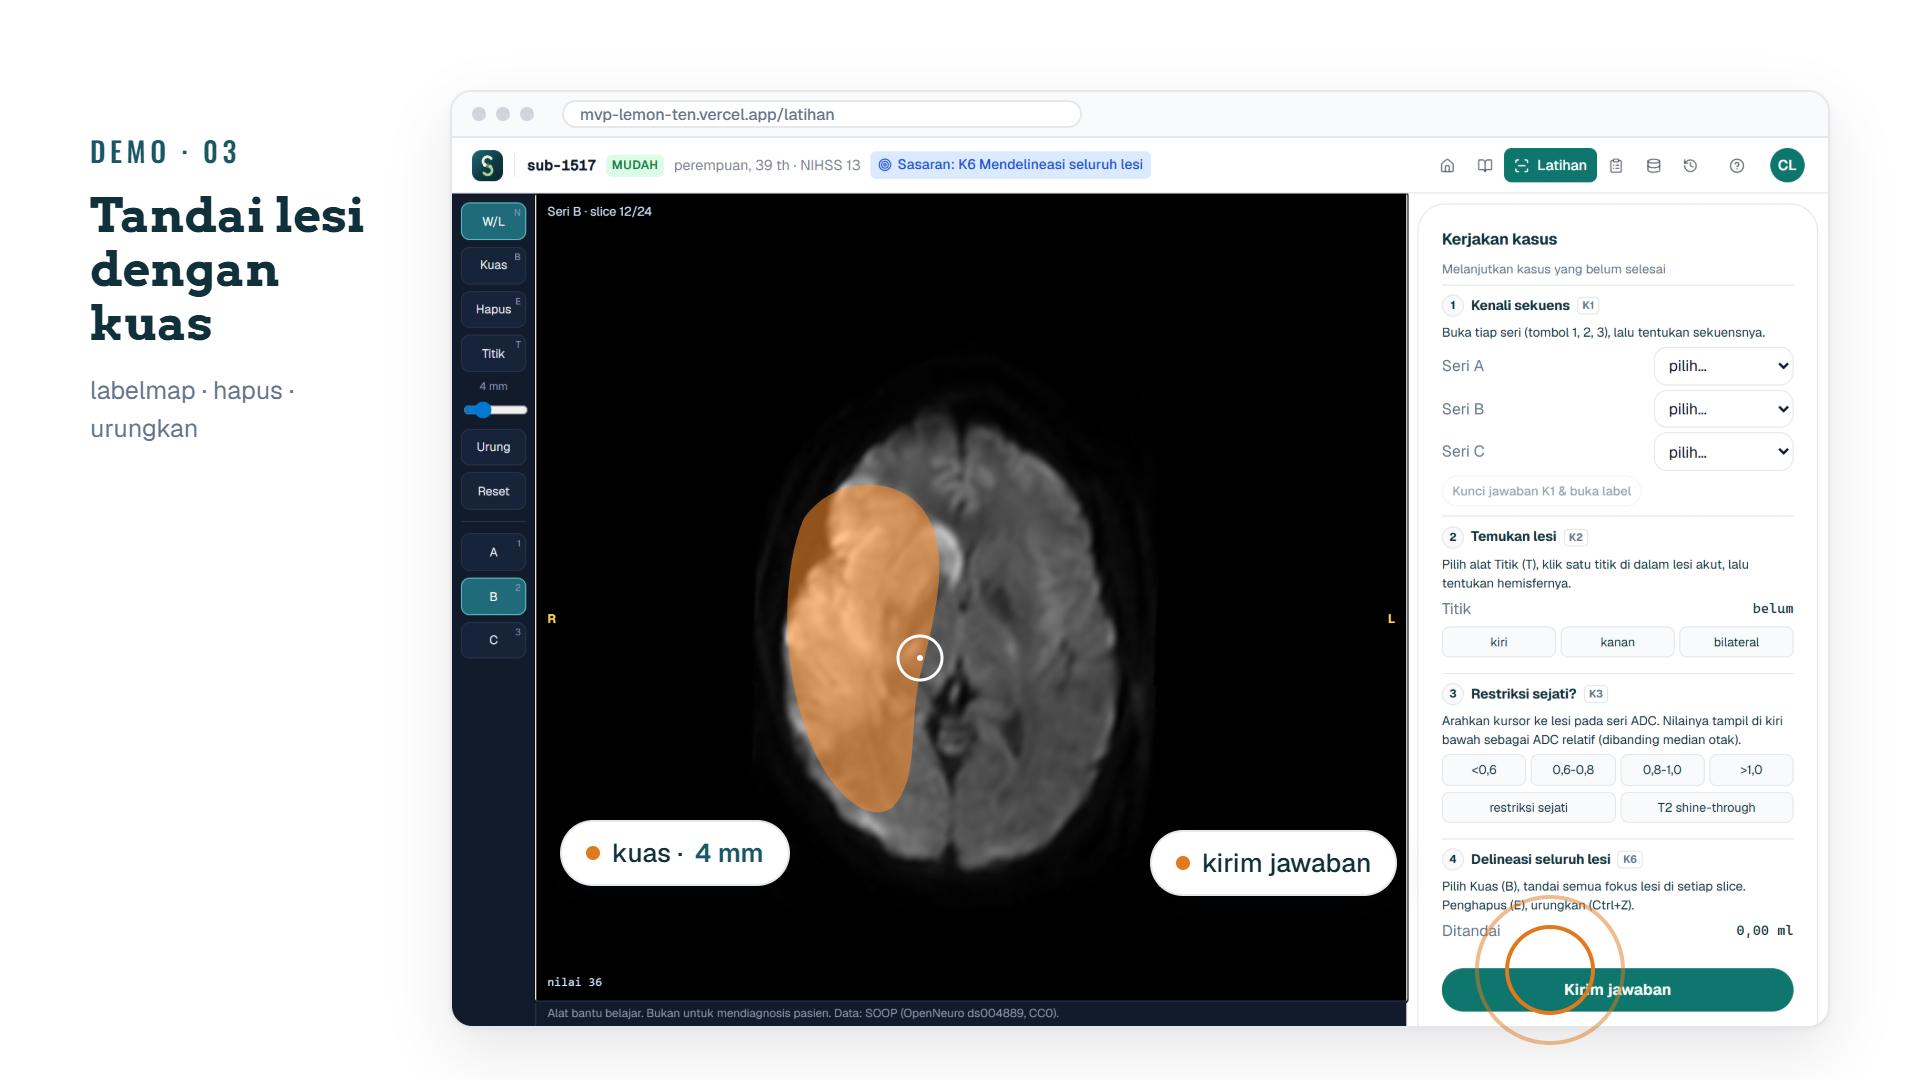 DEMO · 03
Tandai lesi
dengan
kuas
labelmap · hapus ·
urungkan
mvp-lemon-ten.vercel.app/latihan
S
sub-1517 MUDAH perempuan, 39 th · NIHSS 13 Sasaran: K6 Mendelineasi seluruh lesi
Latihan
CL
W/L N
Kuas B
Hapus E
Titik T
4 mm
Urung
Reset
A 1
B 2
C 3
Seri B · slice 12/24
R
L
kuas · 4 mm
kirim jawaban
nilai 36
Alat bantu belajar. Bukan untuk mendiagnosis pasien. Data: SOOP (OpenNeuro ds004889, CC0).
Kerjakan kasus
Melanjutkan kasus yang belum selesai
1 Kenali sekuens K1
Buka tiap seri (tombol 1, 2, 3), lalu tentukan sekuensnya.
Seri A pilih...
Seri B pilih...
Seri C pilih...
Kunci jawaban K1 & buka label
2 Temukan lesi K2
Pilih alat Titik (T), klik satu titik di dalam lesi akut, lalu
tentukan hemisfernya.
Titik belum
kiri kanan bilateral
3 Restriksi sejati? K3
Arahkan kursor ke lesi pada seri ADC. Nilainya tampil di kiri
bawah sebagai ADC relatif (dibanding median otak).
<0,6 0,6-0,8 0,8-1,0 >1,0
restriksi sejati T2 shine-through
4 Delineasi seluruh lesi K6
Pilih Kuas (B), tandai semua fokus lesi di setiap slice.
Penghapus (E), urungkan (Ctrl+Z).
Ditandai 0,00 ml
Kirim jawaban